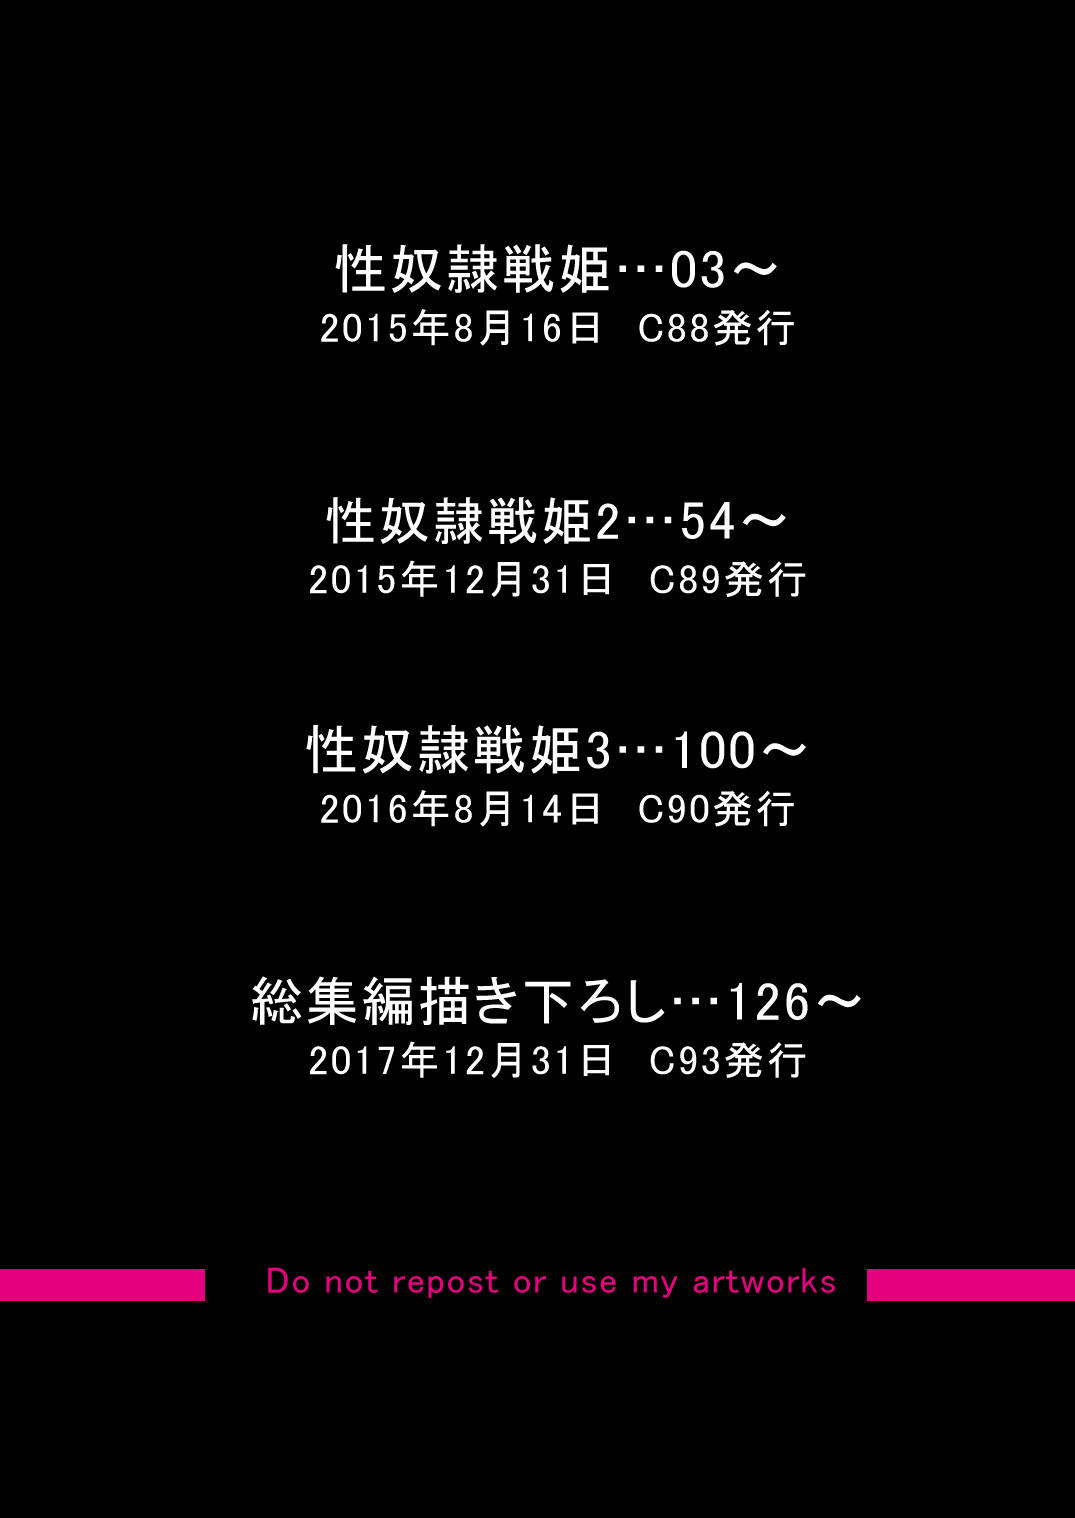 性奴隷戦姫…03～
2015年8月16日　C88発行
性奴隷戦姫2…54～
2015年12月31日　C89発行
性奴隷戦姫3…100～
2016年8月14日　C90発行
総集編描き下ろし…126～
2017年12月31日　C93発行
Do not repost or use my artworks